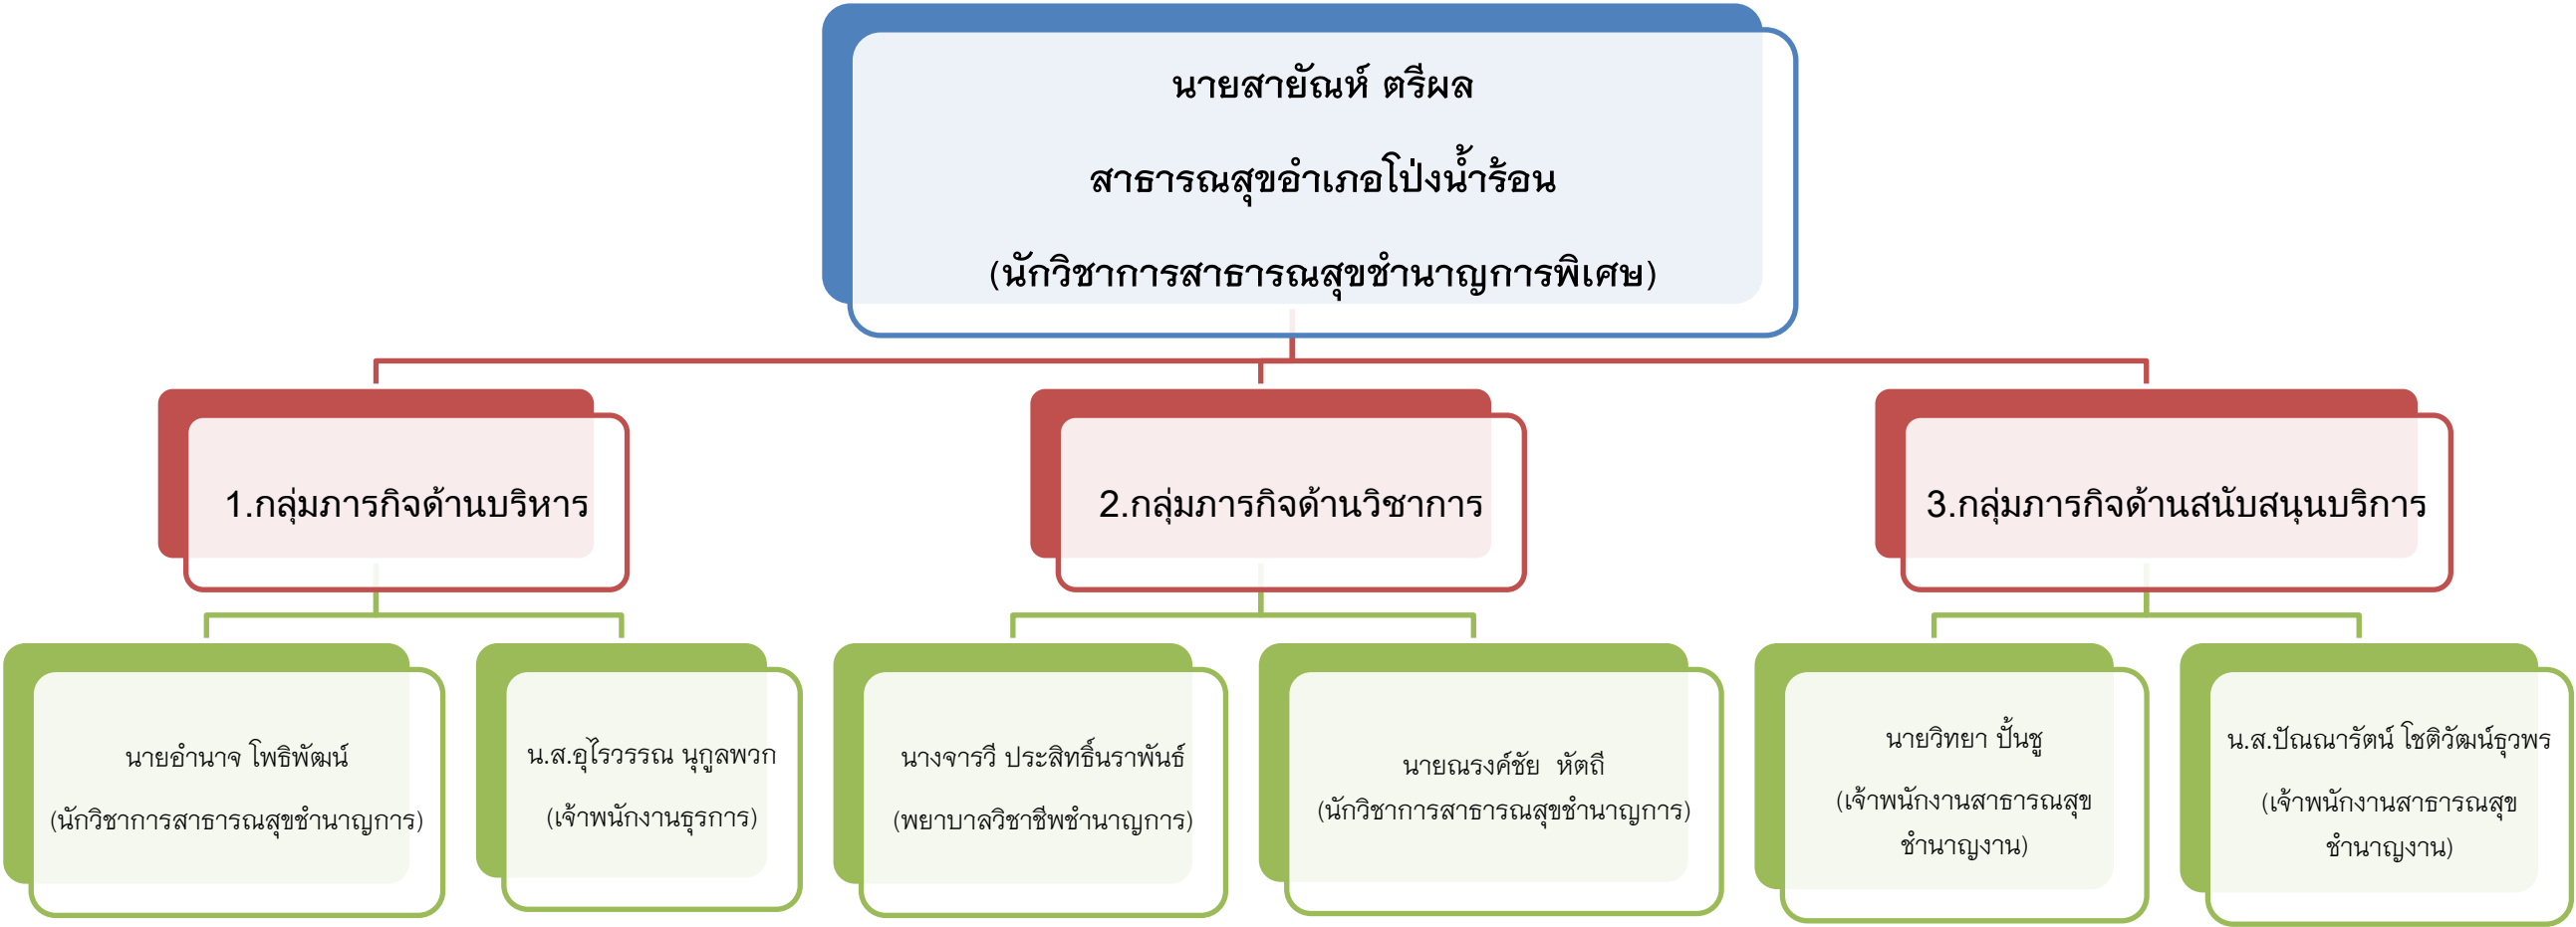 นายสายัณห์ ตรีผล
สาธารณสุขอำเภอโป่งน้ำร้อน
(นักวิชาการสาธารณสุขชำนาญการพิเศษ)
1.กลุ่มภารกิจด้านบริหาร
2.กลุ่มภารกิจด้านวิชาการ
3.กลุ่มภารกิจด้านสนับสนุนบริการ
นายอำนาจ โพธิพัฒน์
(นักวิชาการสาธารณสุขชำนาญการ)
น.ส.อุไรวรรณ นุกูลพวก
(เจ้าพนักงานธุรการ)
นางจารวี ประสิทธิ์นราพันธ์
(พยาบาลวิชาชีพชำนาญการ)
นายณรงค์ชัย  หัตถี
(นักวิชาการสาธารณสุขชำนาญการ)
นายวิทยา ปั้นชู
(เจ้าพนักงานสาธารณสุข
ชำนาญงาน)
น.ส.ปัณณารัตน์ โชติวัฒน์ธุวพร
(เจ้าพนักงานสาธารณสุข
ชำนาญงาน)